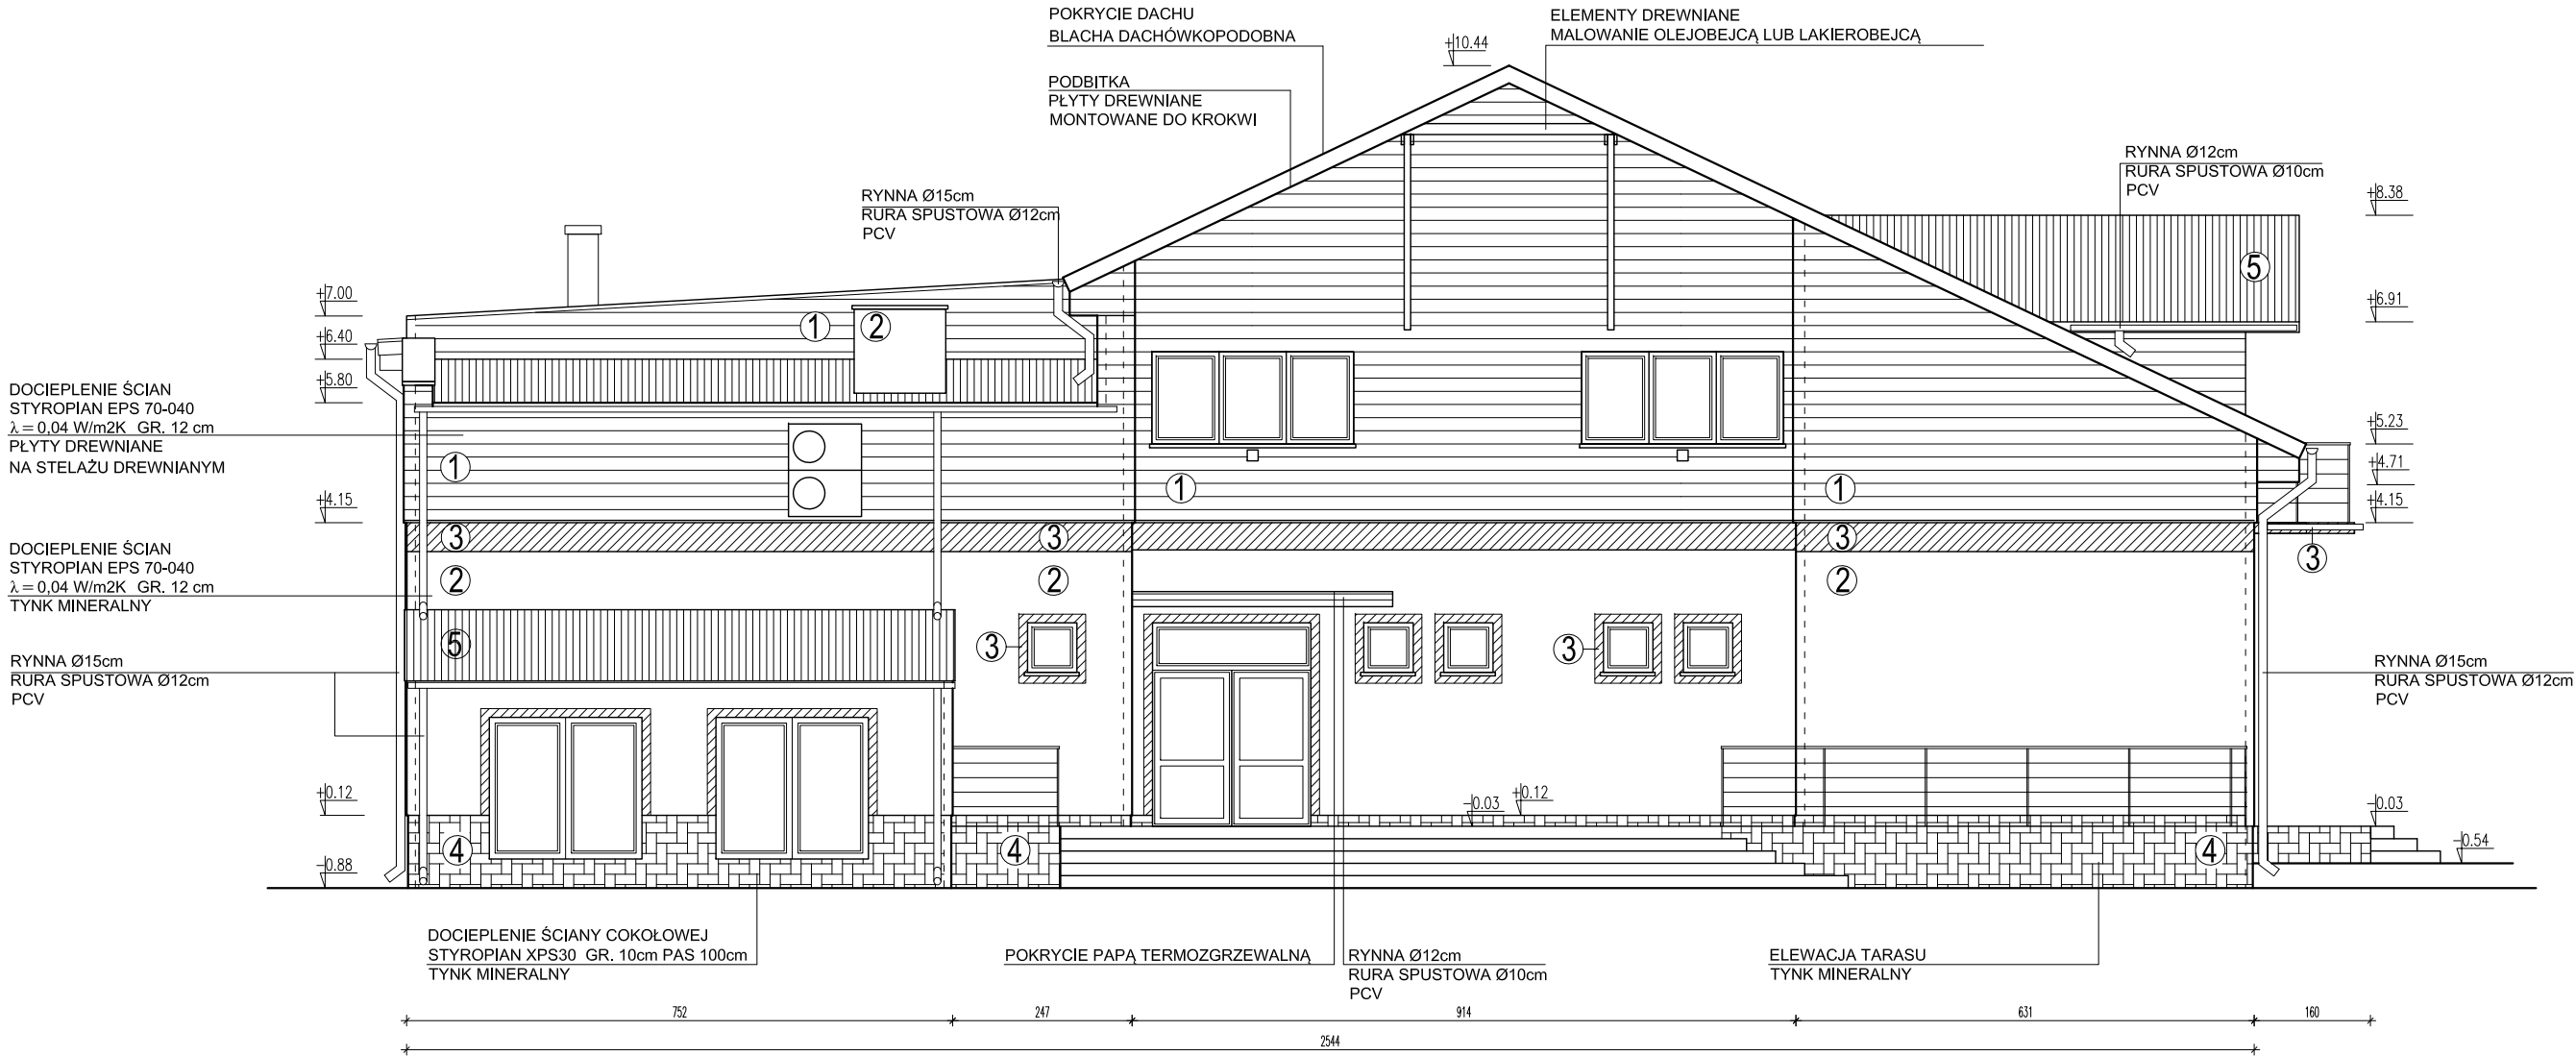 POKRYCIE DACHU
BLACHA DACHÓWKOPODOBNA
ELEMENTY DREWNIANE
MALOWANIE OLEJOBEJCĄ LUB LAKIEROBEJCĄ
+10.44
PODBITKA
PŁYTY DREWNIANE
MONTOWANE DO KROKWI
RYNNA Ø12cm
RURA SPUSTOWA Ø10cm
PCV
RYNNA Ø15cm
RURA SPUSTOWA Ø12cm
PCV
+8.38
5
+7.00
+6.91
1
2
+6.40
+5.80
DOCIEPLENIE ŚCIAN
STYROPIAN EPS 70-040
λ = 0,04 W/m2K GR. 12 cm
PŁYTY DREWNIANE
NA STELAŻU DREWNIANYM
+5.23
1
1
1
+4.71
+4.15
+4.15
3
3
3
3
DOCIEPLENIE ŚCIAN
STYROPIAN EPS 70-040
λ = 0,04 W/m2K GR. 12 cm
TYNK MINERALNY
2
2
2
5
3
3
RYNNA Ø15cm
RURA SPUSTOWA Ø12cm
PCV
RYNNA Ø15cm
RURA SPUSTOWA Ø12cm
PCV
+0.12
-0.03
+0.12
-0.03
4
4
4
-0.54
-0.88
DOCIEPLENIE ŚCIANY COKOŁOWEJ
STYROPIAN XPS30 GR. 10cm PAS 100cm
TYNK MINERALNY
POKRYCIE PAPĄ TERMOZGRZEWALNĄ
RYNNA Ø12cm
RURA SPUSTOWA Ø10cm
PCV
ELEWACJA TARASU
TYNK MINERALNY
752
247
914
631
160
2544